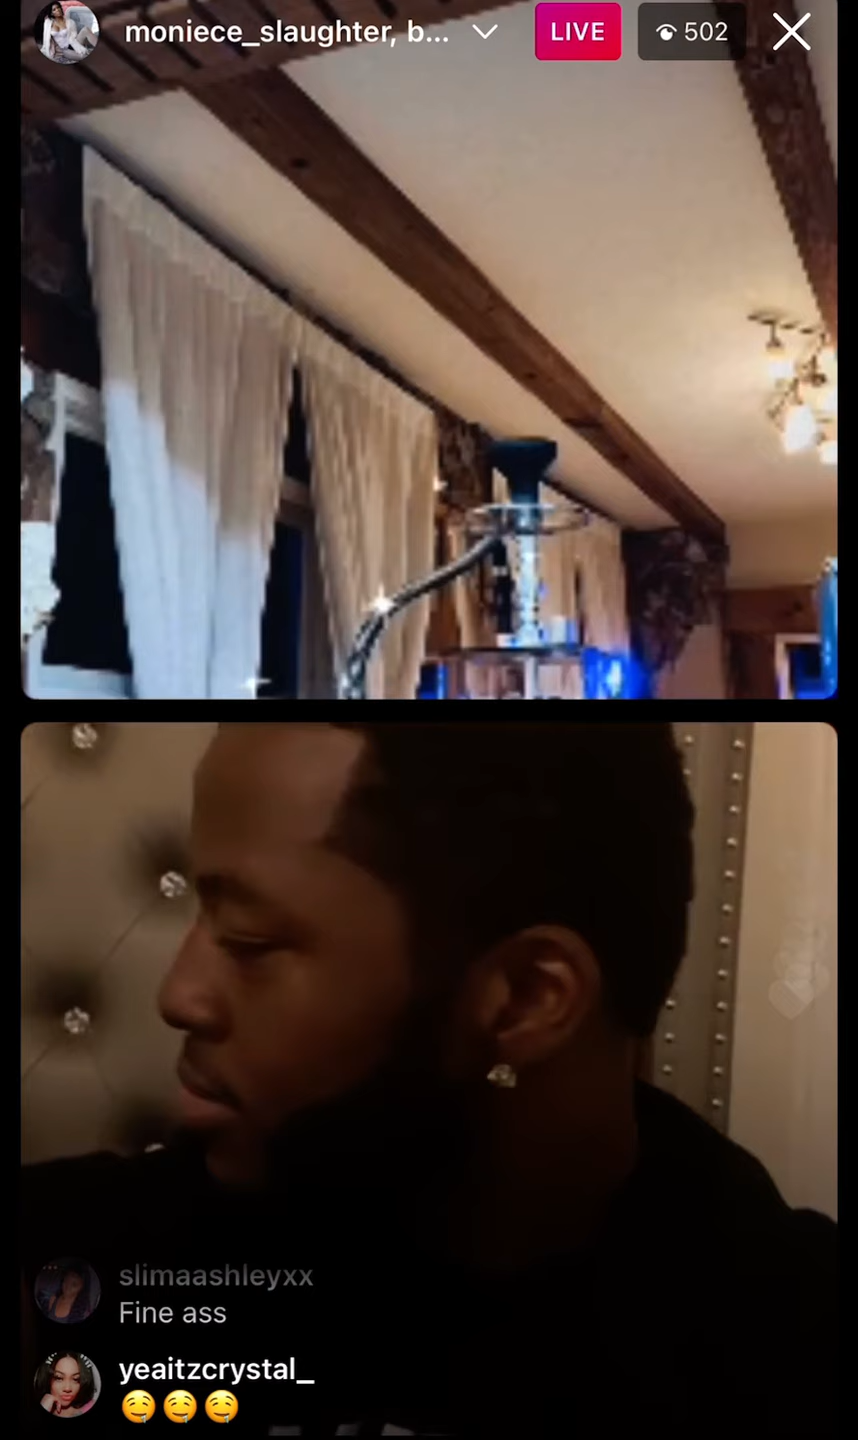 moniece_slaughter, b...
LIVE
502
slimaashleyxx
Fine ass
yeaitzcrystal_
🤤🤤🤤